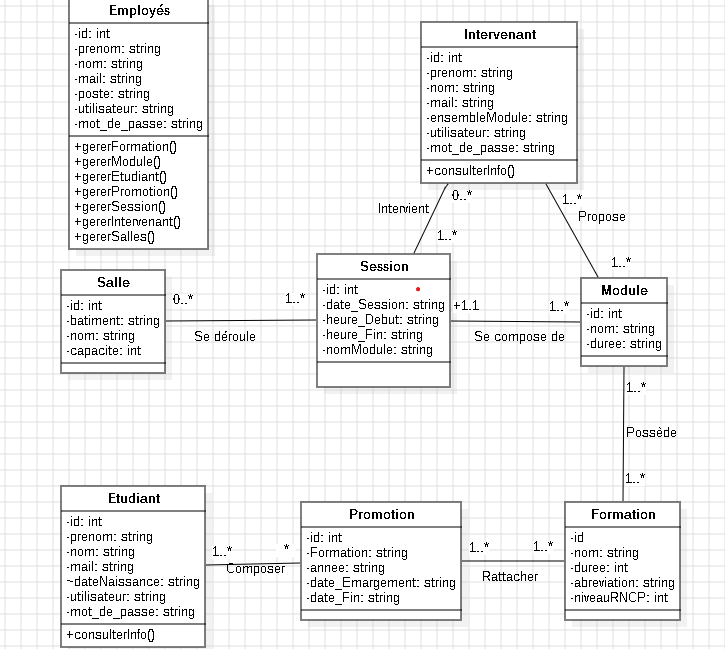 Employés
-id: int
-prenom: string
-nom: string
-mail: string
-poste: string
-utilisateur: string
-mot_de_passe: string
+gererFormation()
+gererModule()
+gererEtudiant()
+gererPromotion()
+gererSession()
+gererIntervenant()
+gererSalles()
Intervenant
-id: int
-prenom: string
-nom: string
-mail: string
-ensembleModule: string
-utilisateur: string
-mot_de_passe: string
+consulterInfo()
0..*
Intervient
1..*
1..*
Propose
1..*
Salle
-id: int
-batiment: string
-nom: string
-capacite: int
0..*
1..*
Se déroule
Session
-id: int
-date_Session: string
-heure_Debut: string
-heure_Fin: string
-nomModule: string
+1.1
1..*
Se compose de
Module
-id: int
-nom: string
-duree: string
1..*
Possède
1..*
Etudiant
-id: int
-prenom: string
-nom: string
-mail: string
~dateNaissance: string
-utilisateur: string
-mot_de_passe: string
+consulterInfo()
1..*
*
Composer
Promotion
-id: int
-Formation: string
-annee: string
-date_Emargement: string
-date_Fin: string
1..*
1..*
Rattacher
Formation
-id
-nom: string
-duree: int
-abreviation: string
-niveauRNCP: int